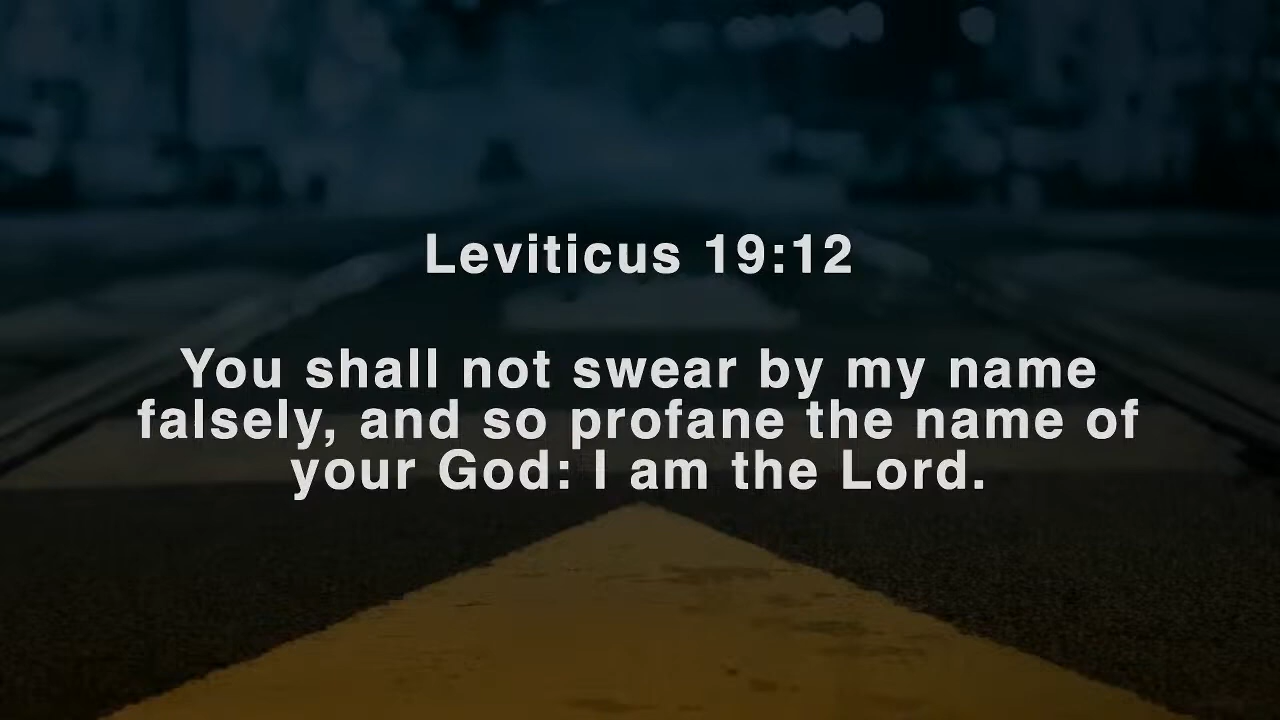 Leviticus 19:12
You shall not swear by my name
falsely, and so profane the name of
your God: I am the Lord.